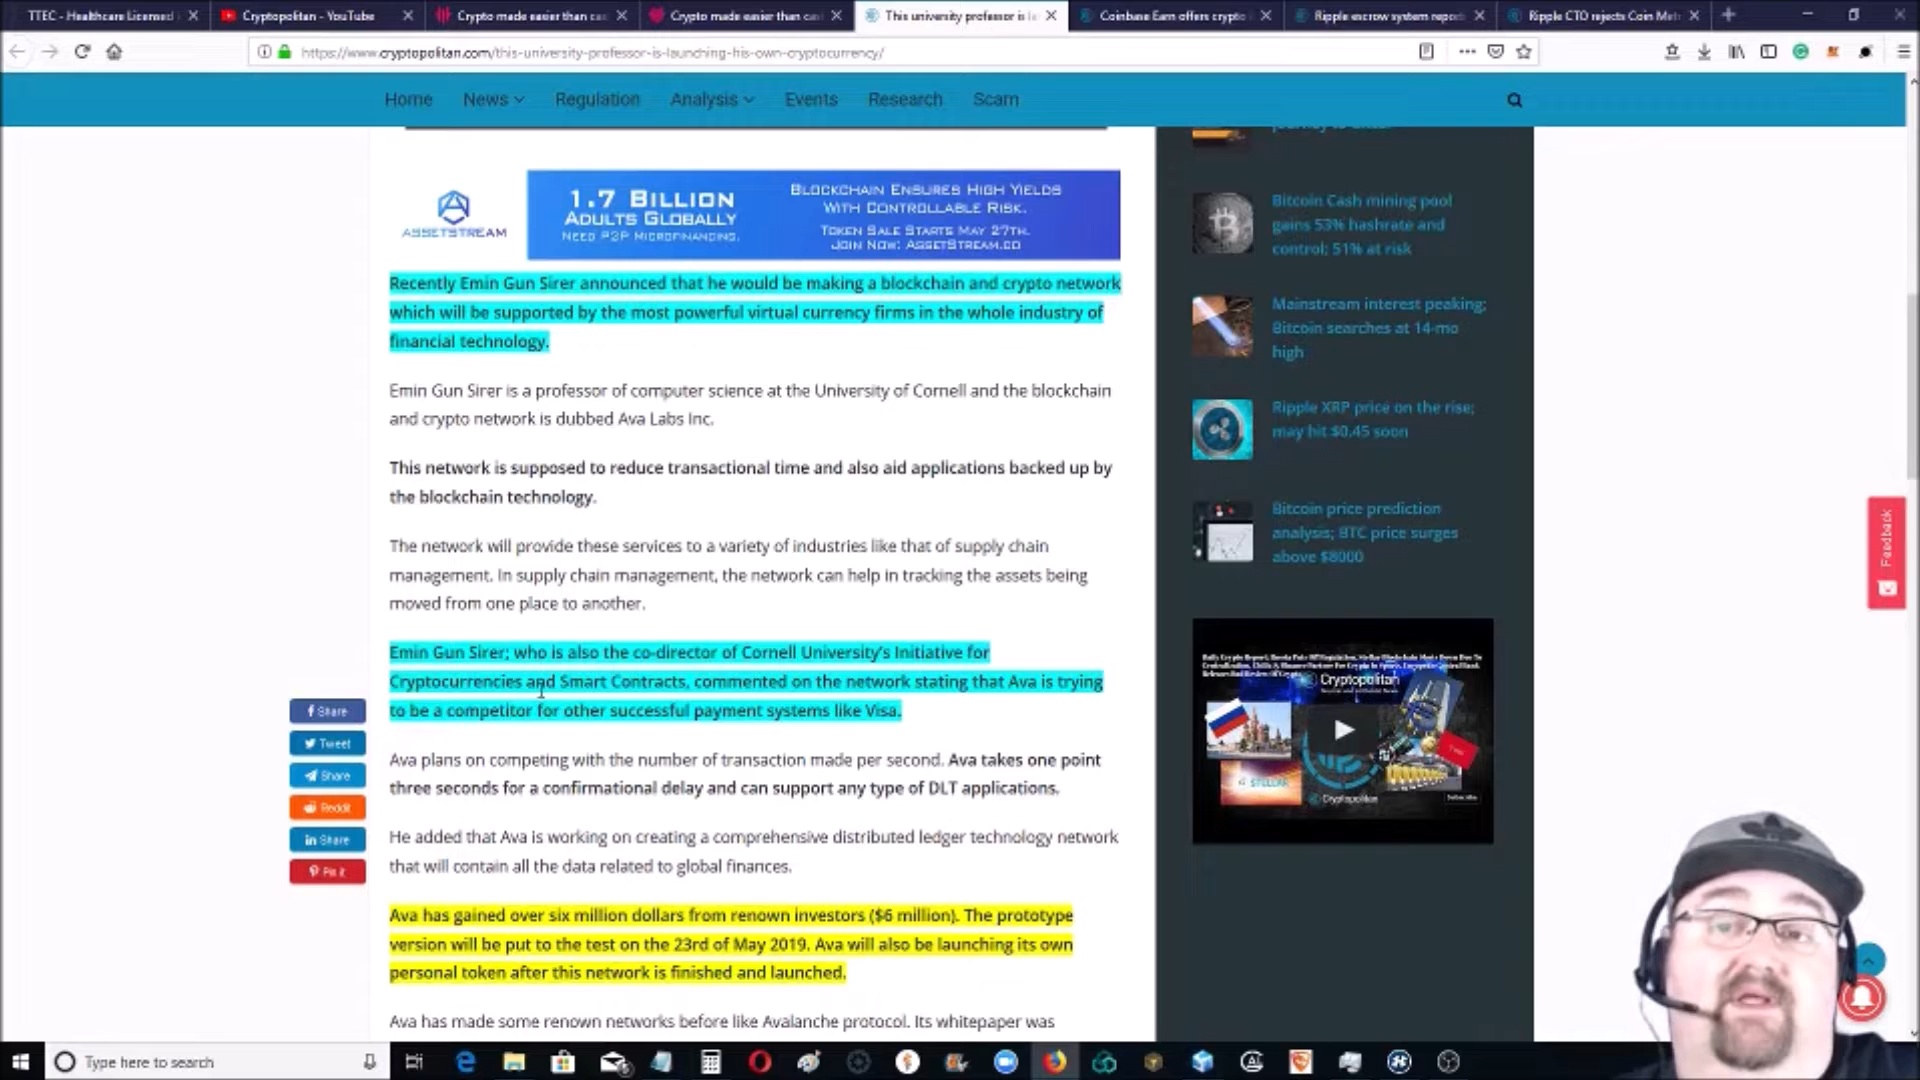 TTEC - Healthcare Licensed
Cryptopolitan - YouTube
Crypto made easier than ca
Crypto made easier than ca
This university professor is la
Coinbase Earn offers crypto
Ripple escrow system report
Ripple CTO rejects Coin Metr
https://www.cryptopolitan.com/this-university-professor-is-launching-his-own-cryptocurrency/
Home News Regulation Analysis Events Research Scam
ASSETSTREAM
1.7 BILLION
ADULTS GLOBALLY
NEED P2P MICROFINANCING.
BLOCKCHAIN ENSURES HIGH YIELDS
WITH CONTROLLABLE RISK.
TOKEN SALE STARTS MAY 27TH.
JOIN NOW: ASSETSTREAM.CO
Recently Emin Gun Sirer announced that he would be making a blockchain and crypto network
which will be supported by the most powerful virtual currency firms in the whole industry of
financial technology.
Emin Gun Sirer is a professor of computer science at the University of Cornell and the blockchain
and crypto network is dubbed Ava Labs Inc.
This network is supposed to reduce transactional time and also aid applications backed up by
the blockchain technology.
The network will provide these services to a variety of industries like that of supply chain
management. In supply chain management, the network can help in tracking the assets being
moved from one place to another.
Emin Gun Sirer; who is also the co-director of Cornell University's Initiative for
Cryptocurrencies and Smart Contracts, commented on the network stating that Ava is trying
to be a competitor for other successful payment systems like Visa.
Ava plans on competing with the number of transaction made per second. Ava takes one point
three seconds for a confirmational delay and can support any type of DLT applications.
He added that Ava is working on creating a comprehensive distributed ledger technology network
that will contain all the data related to global finances.
Ava has gained over six million dollars from renown investors ($6 million). The prototype
version will be put to the test on the 23rd of May 2019. Ava will also be launching its own
personal token after this network is finished and launched.
Ava has made some renown networks before like Avalanche protocol. Its whitepaper was
Share
Tweet
Share
Reddit
Share
Pin it
Bitcoin Cash mining pool
gains 53% hashrate and
control; 51% at risk
Mainstream interest peaking;
Bitcoin searches at 14-mo
high
Ripple XRP price on the rise;
may hit $0.45 soon
Bitcoin price prediction
analysis; BTC price surges
above $8000
Cryptopolitan
STELLAR
Cryptopolitan
Subscribe
Feedback
Type here to search